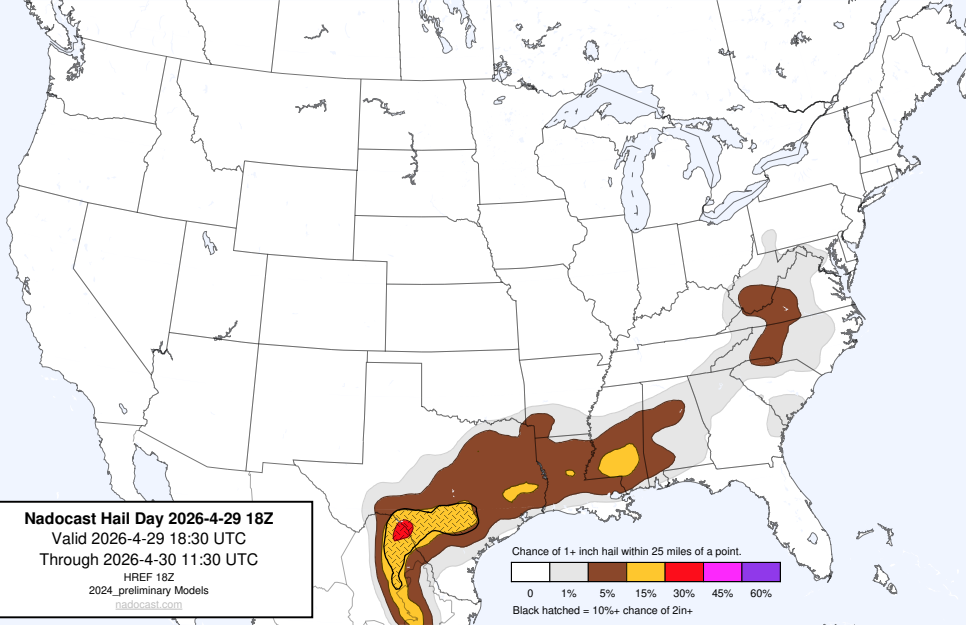 Nadocast Hail Day 2026-4-29 18Z
Valid 2026-4-29 18:30 UTC
Through 2026-4-30 11:30 UTC
HREF 18Z
2024_preliminary Models
nadocast.com
Chance of 1+ inch hail within 25 miles of a point.
0 1% 5% 15% 30% 45% 60%
Black hatched = 10%+ chance of 2in+